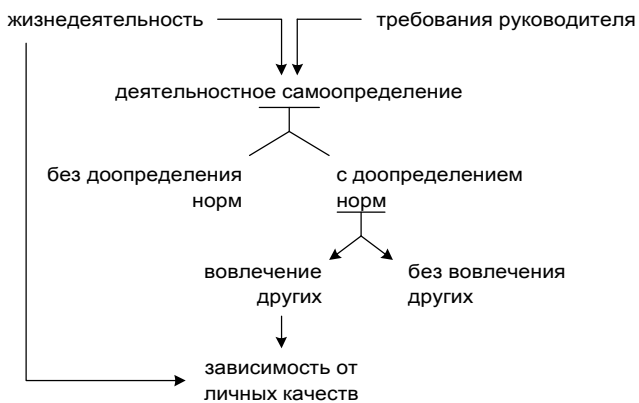 жизнедеятельность
требования руководителя
деятельностное самоопределение
без доопределения
норм
с доопределением
норм
вовлечение
других
без вовлечения
других
зависимость от
личных качеств